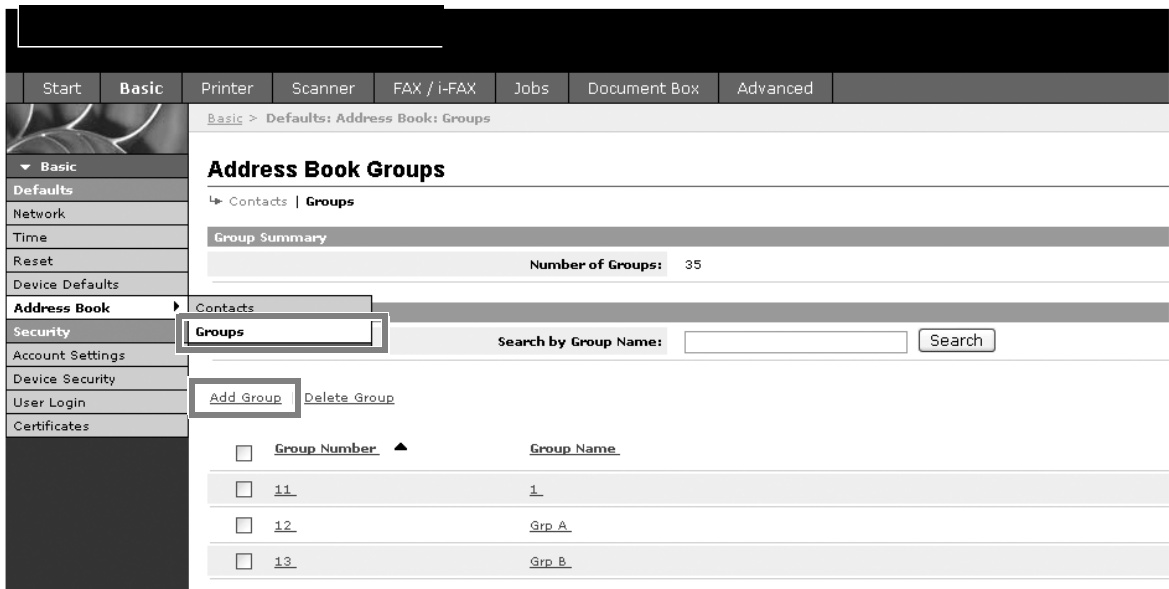 Start Basic Printer Scanner FAX / i-FAX Jobs Document Box Advanced
Basic > Defaults: Address Book: Groups
Basic
Defaults
Network
Time
Reset
Device Defaults
Address Book
Security
Account Settings
Device Security
User Login
Certificates
Contacts
Groups
Address Book Groups
Contacts | Groups
Group Summary
Number of Groups: 35
Search by Group Name: Search
Add Group | Delete Group
Group Number Group Name
11 1
12 Grp A
13 Grp B